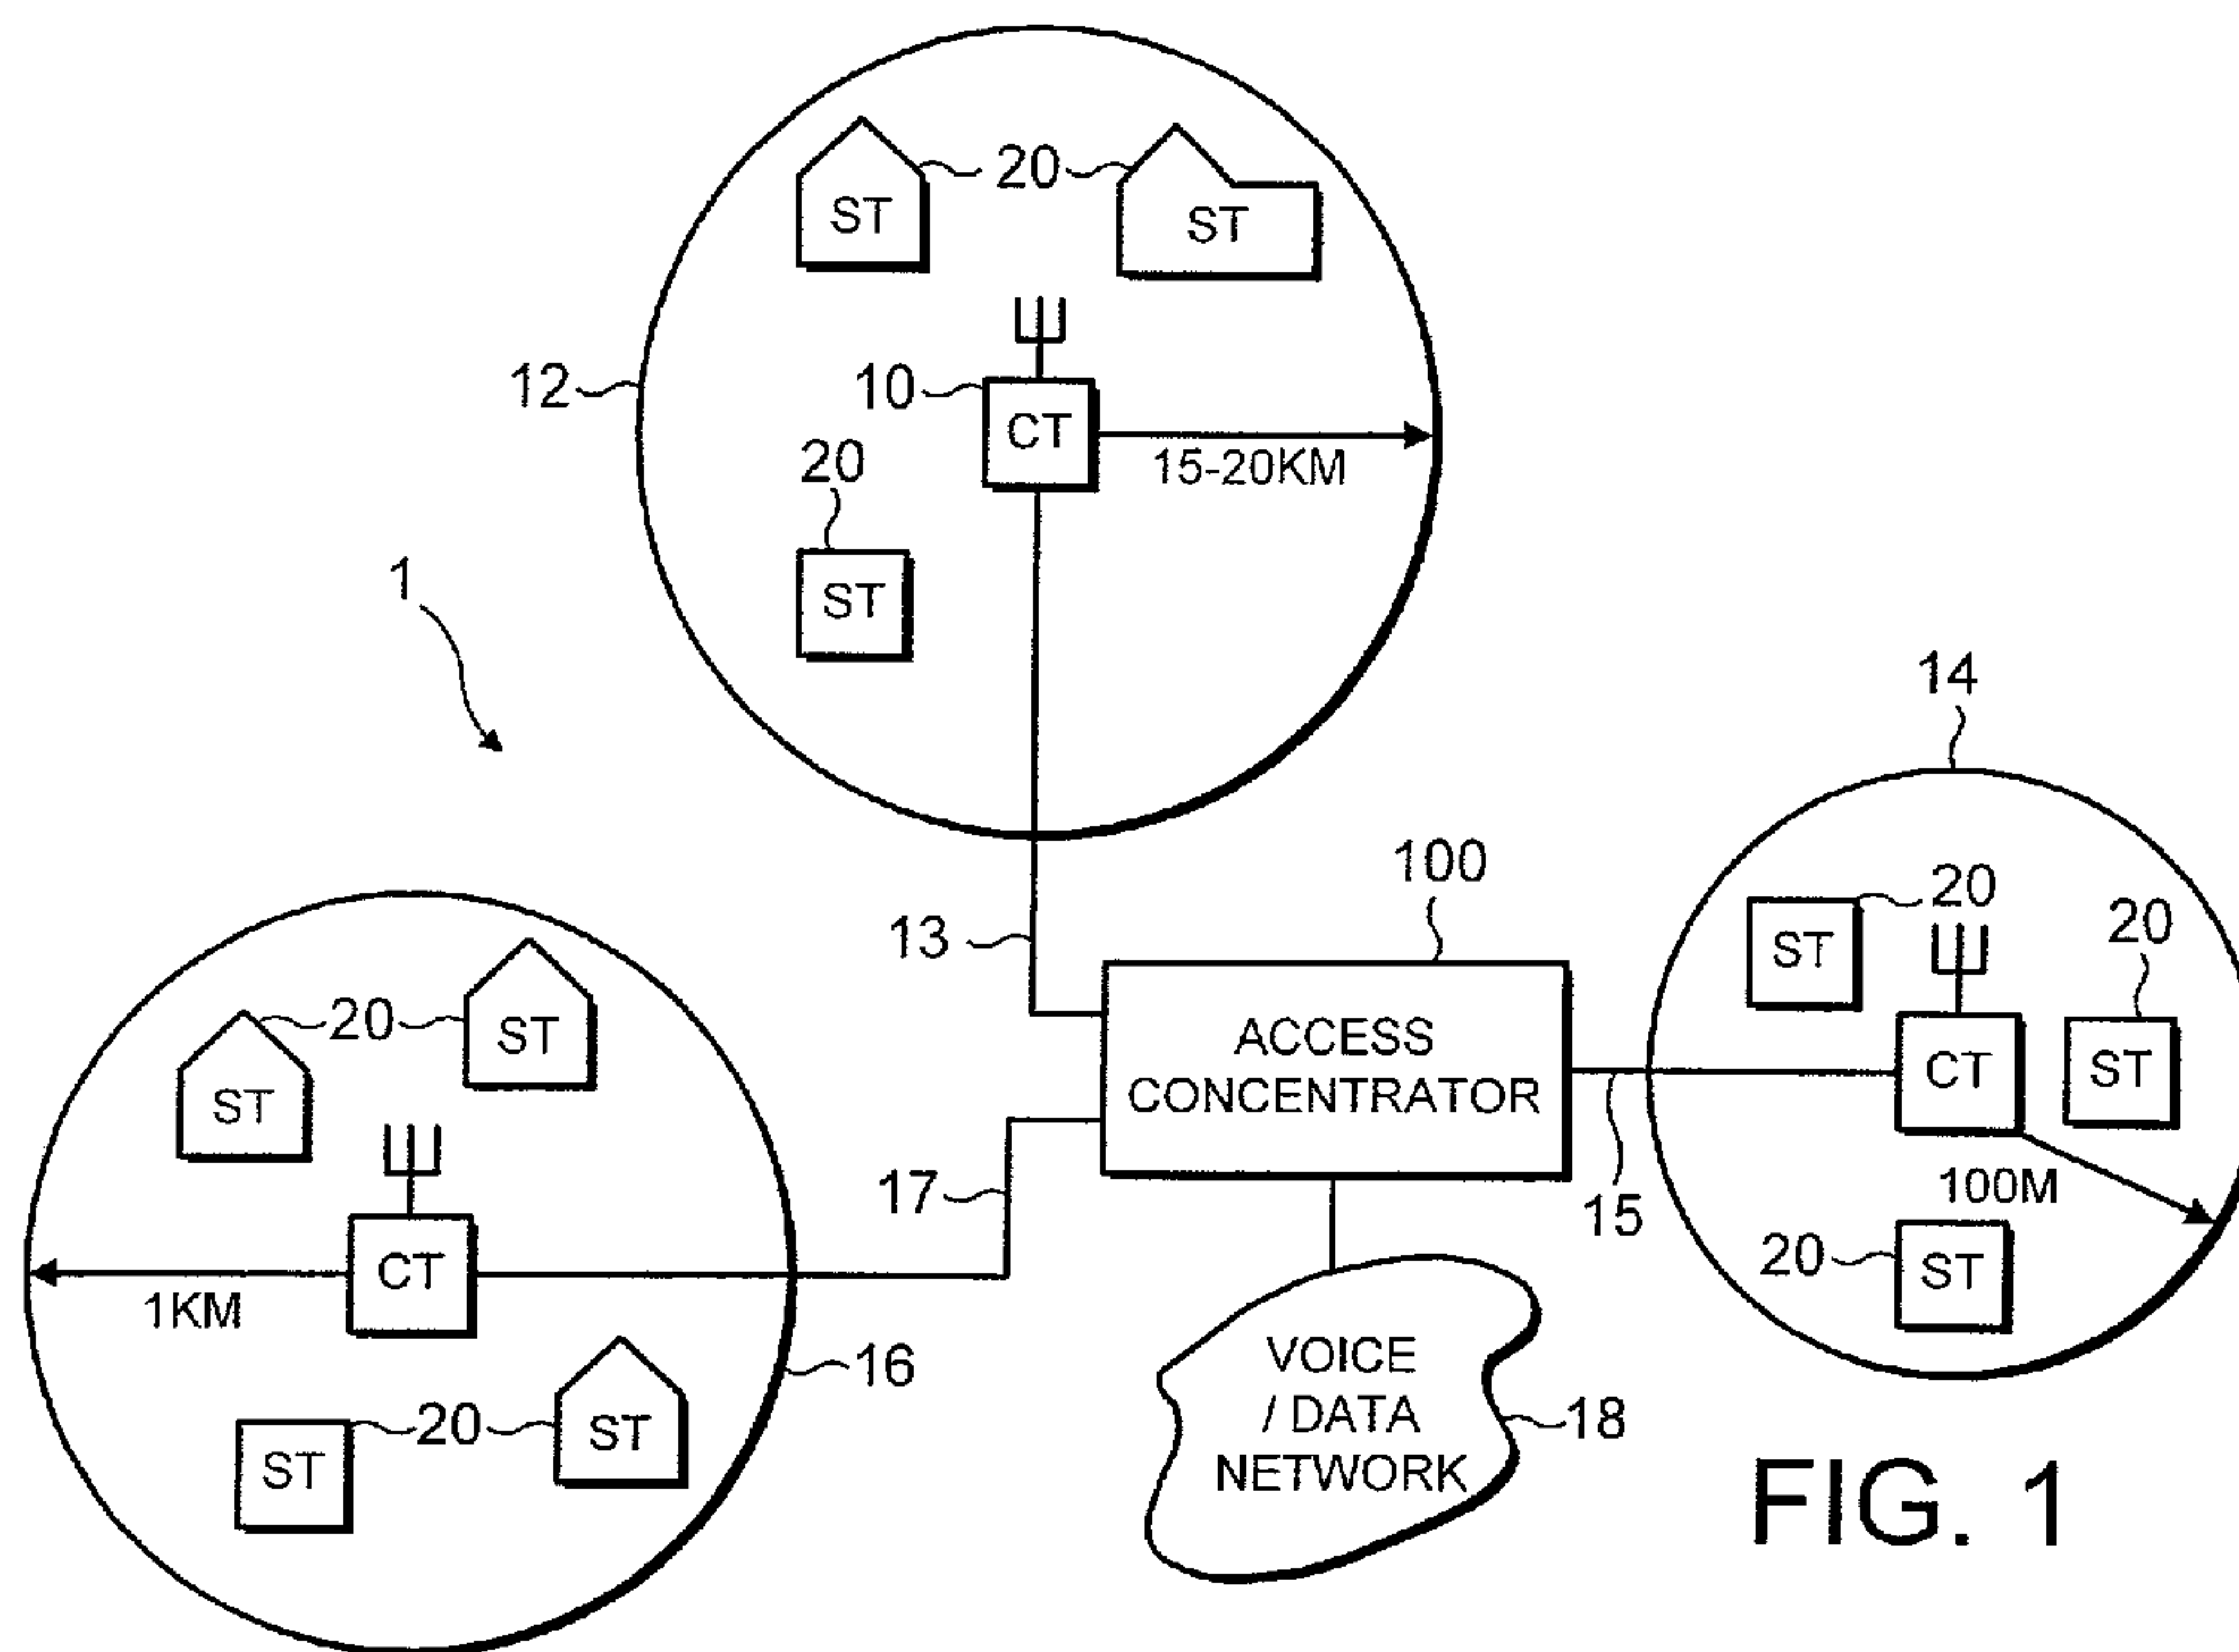 20
ST
ST
12
10
CT
15-20KM
20
ST
1
14
13
100
20
20
ST
CT
ST
100M
20
ST
15
ACCESS
CONCENTRATOR
17
20
ST
ST
CT
1KM
16
20
ST
ST
VOICE
/ DATA
NETWORK
18
FIG. 1